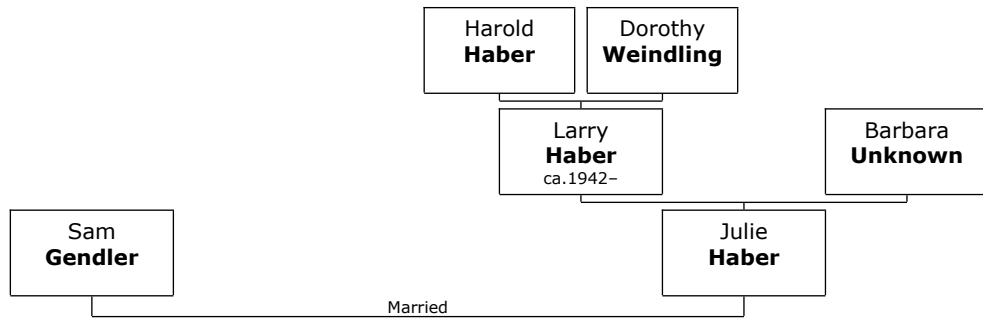 Harold
Haber
Dorothy
Weindling
Larry
Haber
ca.1942–
Barbara
Unknown
Sam
Gendler
Julie
Haber
Married